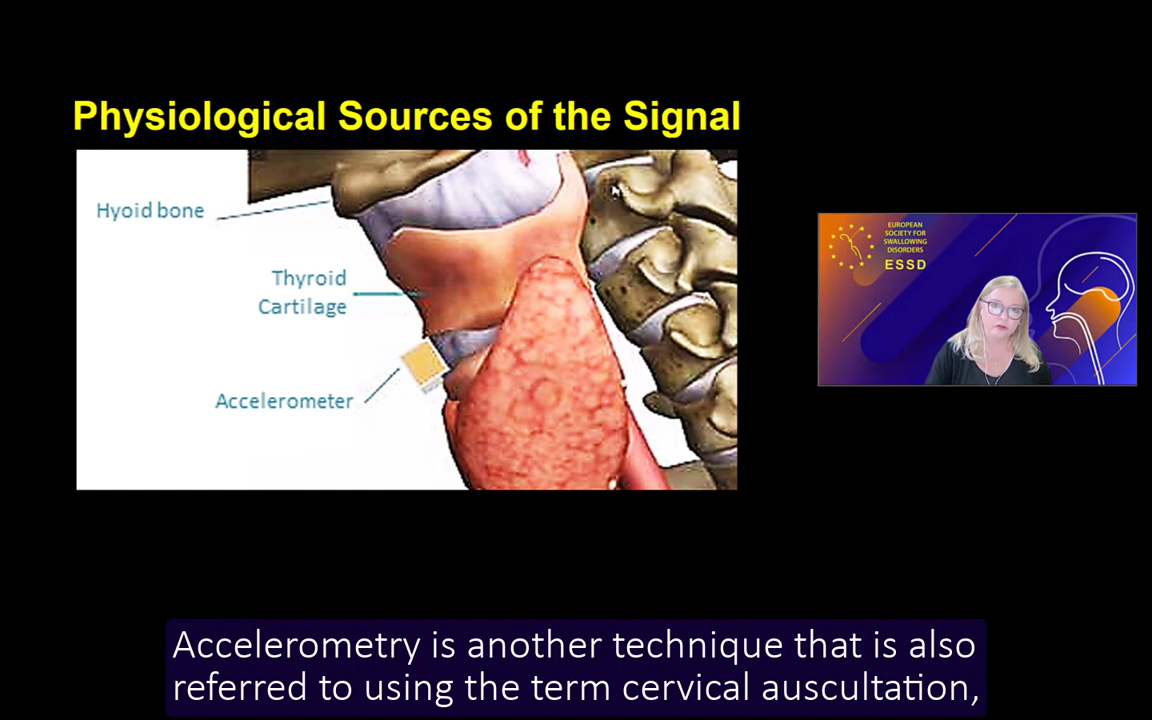 Physiological Sources of the Signal
Hyoid bone
Thyroid
Cartilage
Accelerometer
EUROPEAN
SOCIETY FOR
SWALLOWING
DISORDERS
ESSD
Accelerometry is another technique that is also
referred to using the term cervical auscultation,